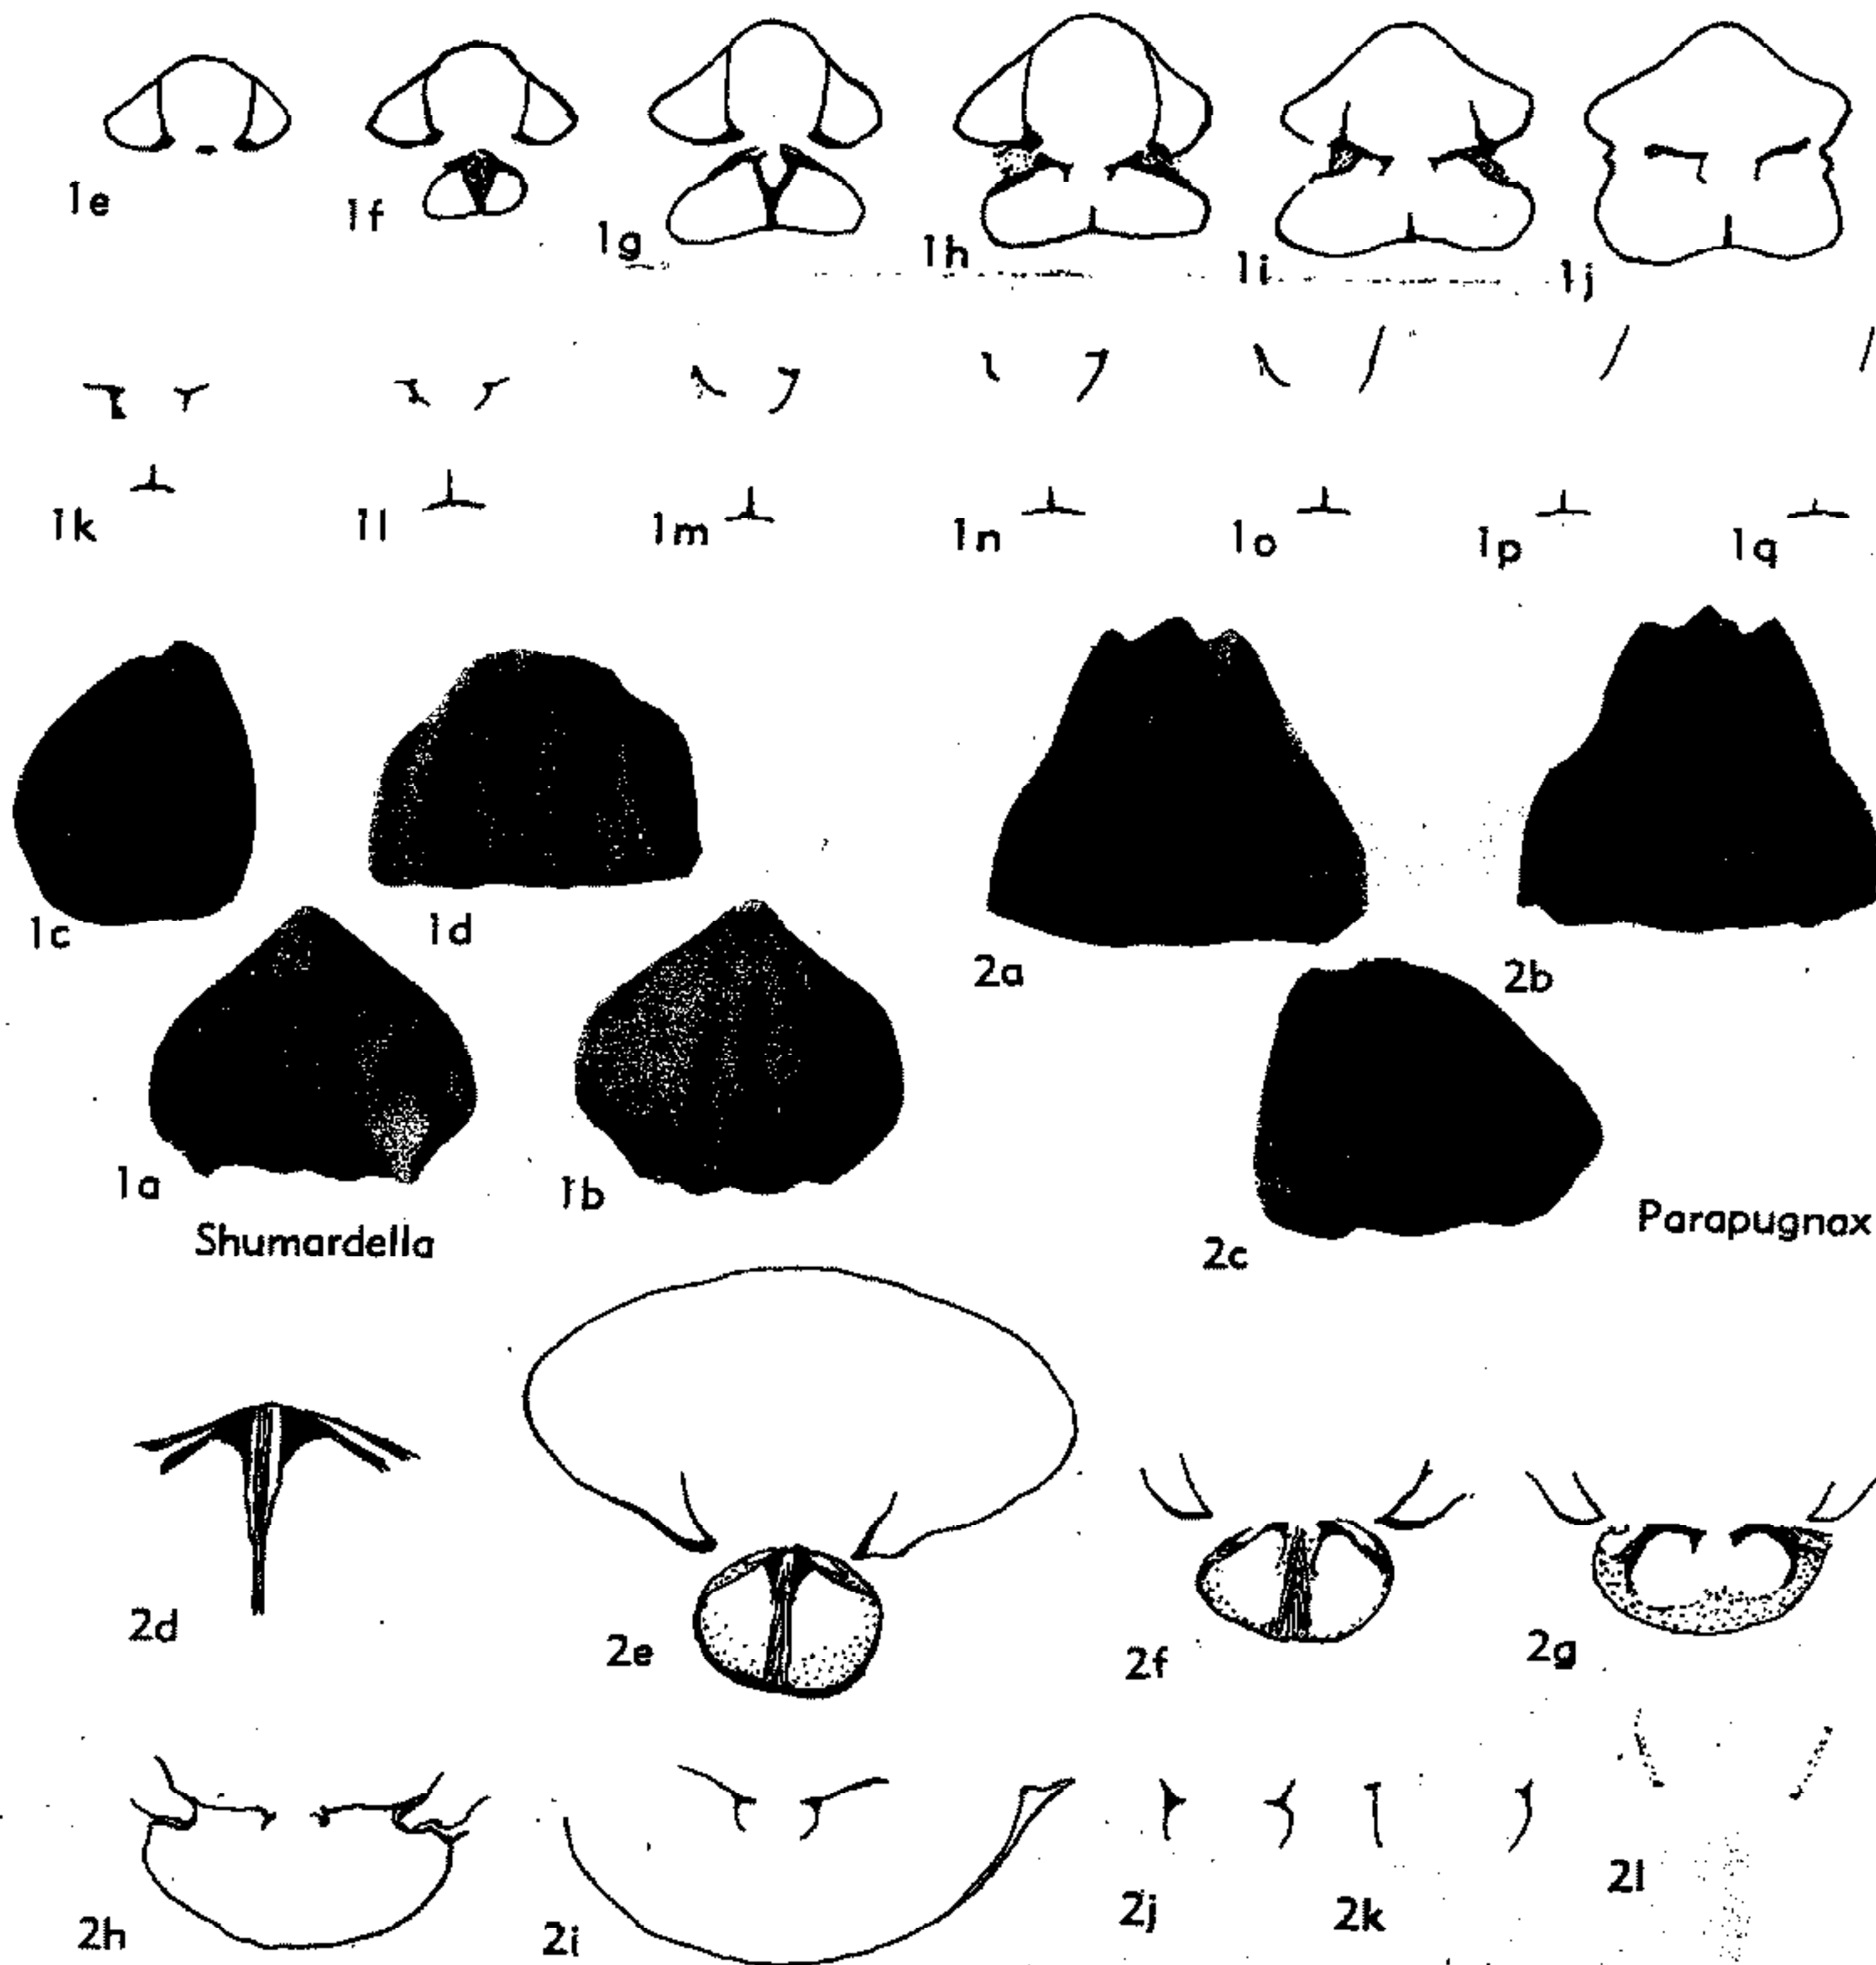 1e 1f 1g 1h 1i 1j
1k 1l 1m 1n 1o 1p 1q
1c 1d 2a 2b
1a 1b 2c
Shumardella Parapugnax
2d 2e 2f 2g
2h 2i 2j 2k 2l